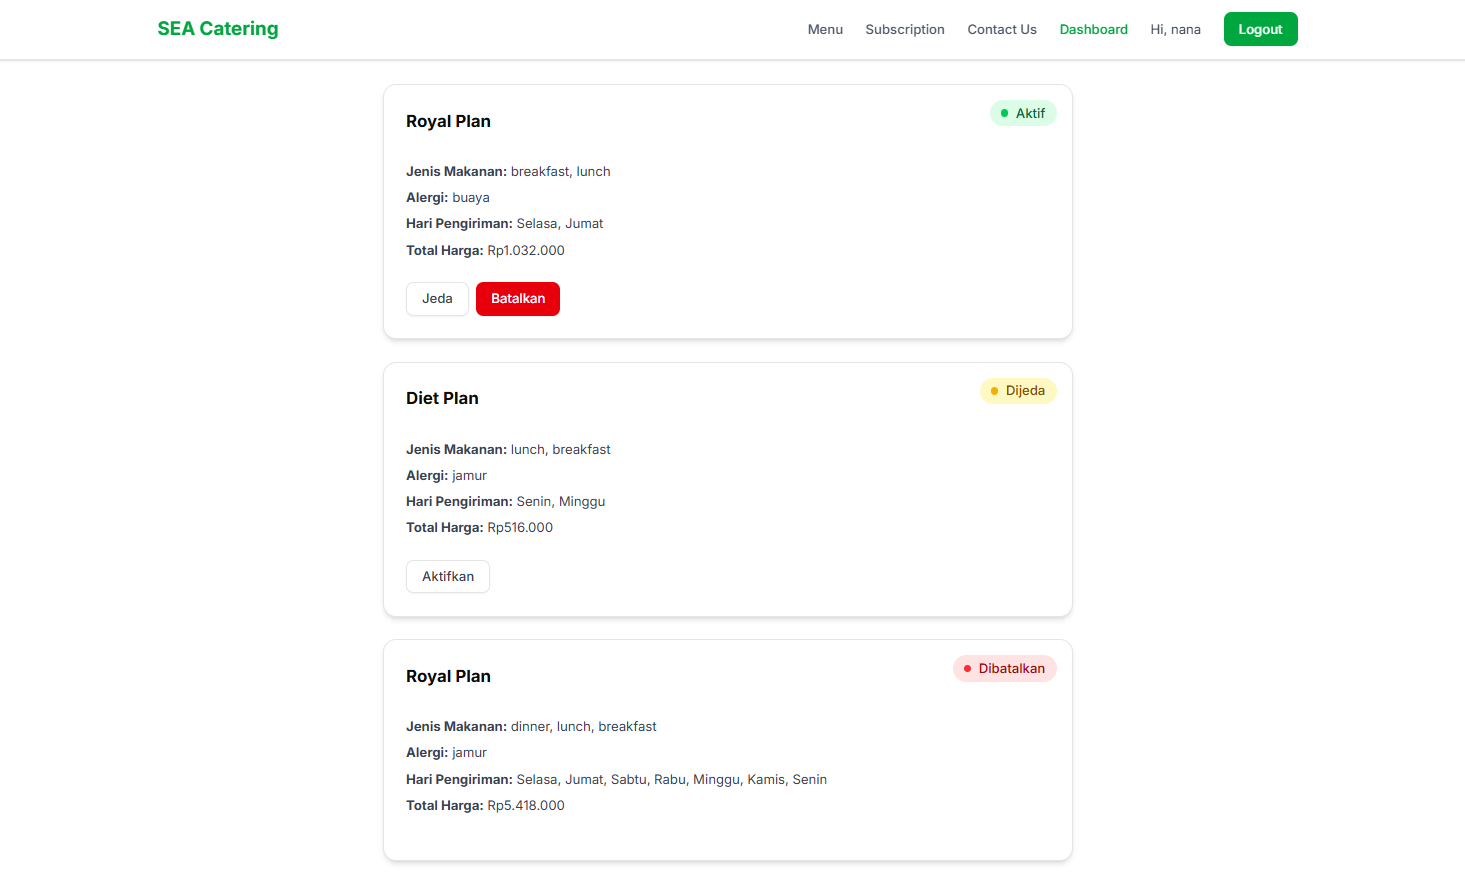 SEA Catering
Menu Subscription Contact Us Dashboard Hi, nana Logout
Royal Plan
Aktif
Jenis Makanan: breakfast, lunch
Alergi: buaya
Hari Pengiriman: Selasa, Jumat
Total Harga: Rp1.032.000
Jeda Batalkan
Diet Plan
Dijeda
Jenis Makanan: lunch, breakfast
Alergi: jamur
Hari Pengiriman: Senin, Minggu
Total Harga: Rp516.000
Aktifkan
Royal Plan
Dibatalkan
Jenis Makanan: dinner, lunch, breakfast
Alergi: jamur
Hari Pengiriman: Selasa, Jumat, Sabtu, Rabu, Minggu, Kamis, Senin
Total Harga: Rp5.418.000